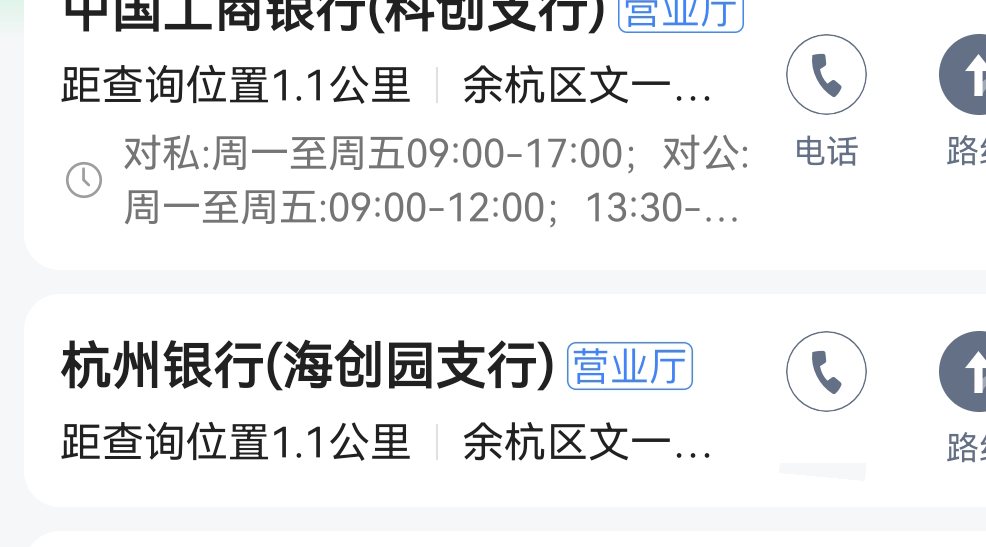 中国工商银行(科创支行) 营业厅
距查询位置1.1公里 余杭区文一...
电话
对私:周一至周五09:00-17:00；对公:
周一至周五:09:00-12:00；13:30-...
杭州银行(海创园支行) 营业厅
距查询位置1.1公里 余杭区文一...